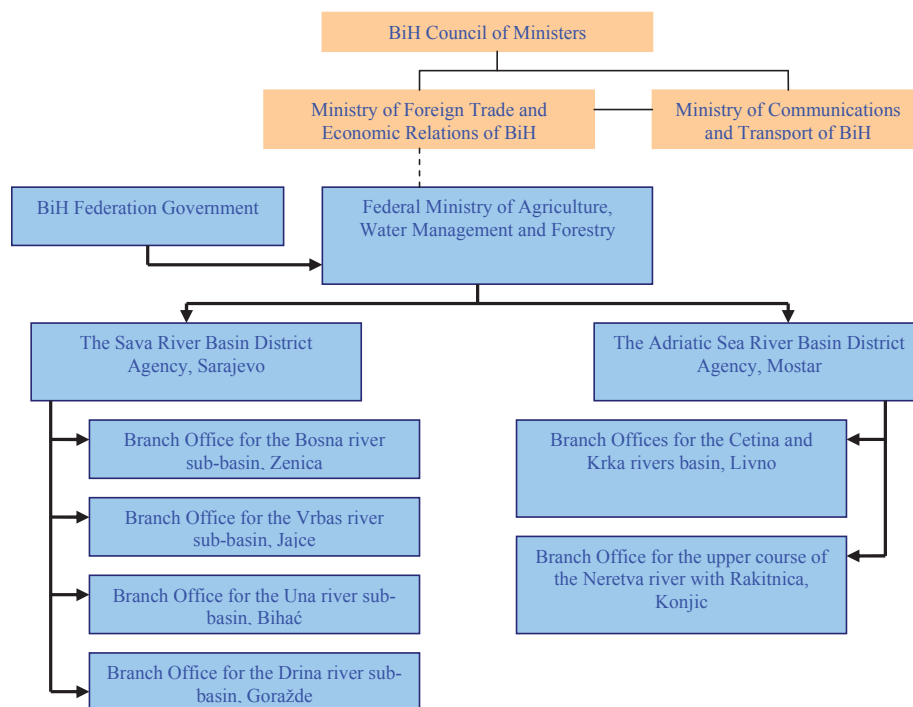 BiH Council of Ministers
Ministry of Foreign Trade and
Economic Relations of BiH
Ministry of Communications
and Transport of BiH
BiH Federation Government
Federal Ministry of Agriculture,
Water Management and Forestry
The Sava River Basin District
Agency, Sarajevo
The Adriatic Sea River Basin District
Agency, Mostar
Branch Office for the Bosna river
sub-basin, Zenica
Branch Office for the Vrbas river
sub-basin, Jajce
Branch Office for the Una river sub-
basin, Bihać
Branch Office for the Drina river sub-
basin, Goražde
Branch Offices for the Cetina and
Krka rivers basin, Livno
Branch Office for the upper course of
the Neretva river with Rakitnica,
Konjic